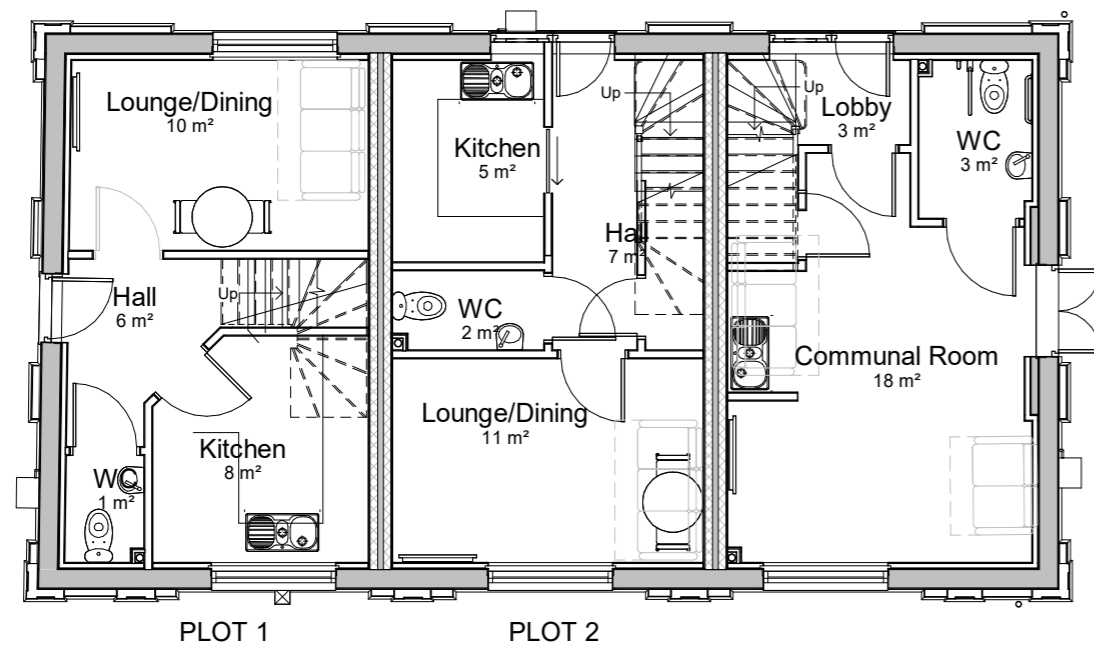 Lounge/Dining
10 m²
Hall
6 m²
Up
Kitchen
8 m²
WC
1 m²
Kitchen
5 m²
Up
Hall
7 m²
WC
2 m²
Lounge/Dining
11 m²
Up
Lobby
3 m²
WC
3 m²
Communal Room
18 m²
PLOT 1
PLOT 2